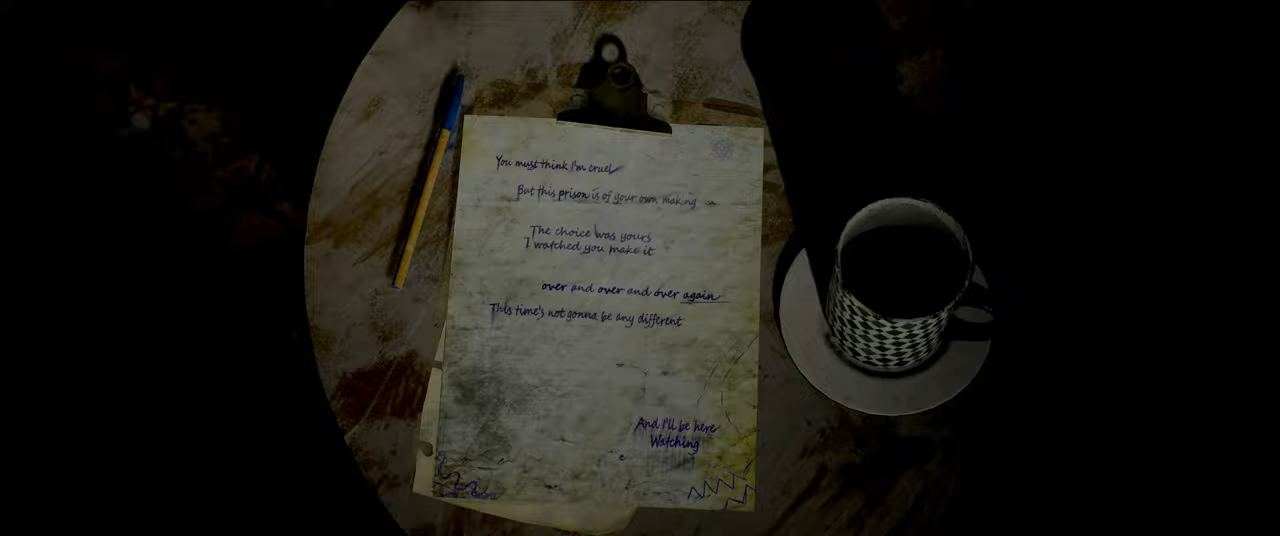 You must think I'm cruel
But this prison is of your own making
The choice was yours
I watched you make it
over and over and over again
This time's not gonna be any different
And I'll be here
Watching